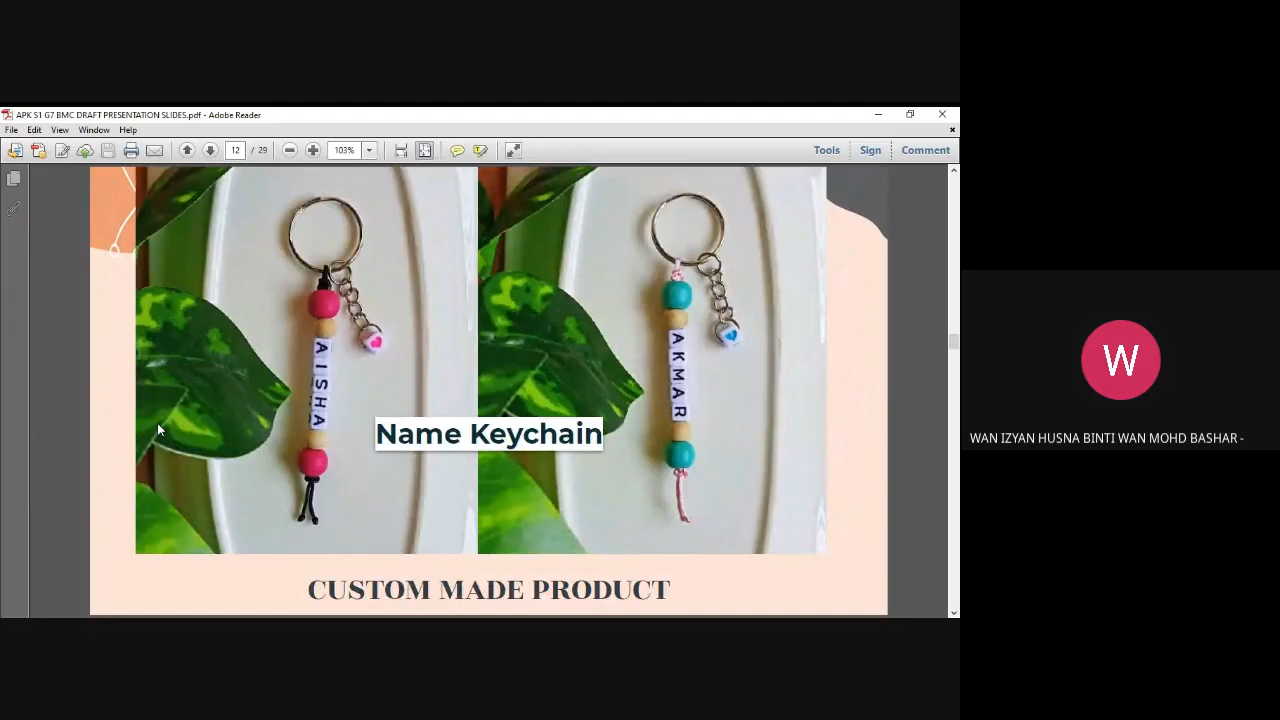 APK S1 G7 BMC DRAFT PRESENTATION SLIDES.pdf - Adobe Reader
File Edit View Window Help
12 / 29 103% Tools Sign Comment
AISHA
AKMAR
Name Keychain
CUSTOM MADE PRODUCT
W
WAN IZYAN HUSNA BINTI WAN MOHD BASHAR -